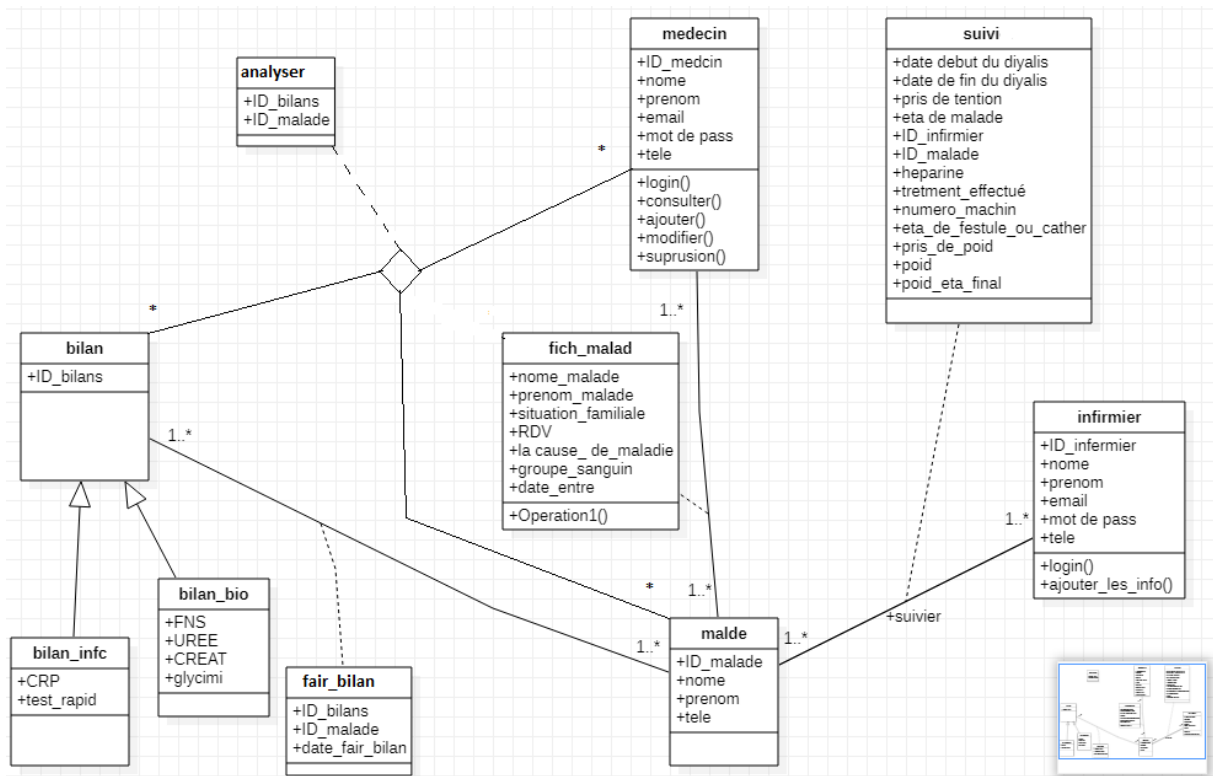 analyser
+ID_bilans
+ID_malade
medecin
+ID_medcin
+nome
+prenom
+email
+mot de pass
+tele
+login()
+consulter()
+ajouter()
+modifier()
+suprusion()
suivi
+date debut du diyalis
+date de fin du diyalis
+pris de tention
+eta de malade
+ID_infirmier
+ID_malade
+heparine
+tretment_effectué
+numero_machin
+eta_de_festule_ou_cather
+pris_de_poid
+poid
+poid_eta_final
*
*
1..*
bilan
+ID_bilans
fich_malad
+nome_malade
+prenom_malade
+situation_familiale
+RDV
+la cause_ de_maladie
+groupe_sanguin
+date_entre
+Operation1()
infirmier
+ID_infermier
+nome
+prenom
+email
+mot de pass
+tele
+login()
+ajouter_les_info()
1..*
1..*
*
1..*
+suivier
bilan_bio
+FNS
+UREE
+CREAT
+glycimi
bilan_infc
+CRP
+test_rapid
fair_bilan
+ID_bilans
+ID_malade
+date_fair_bilan
1..*
1..*
malde
+ID_malade
+nome
+prenom
+tele